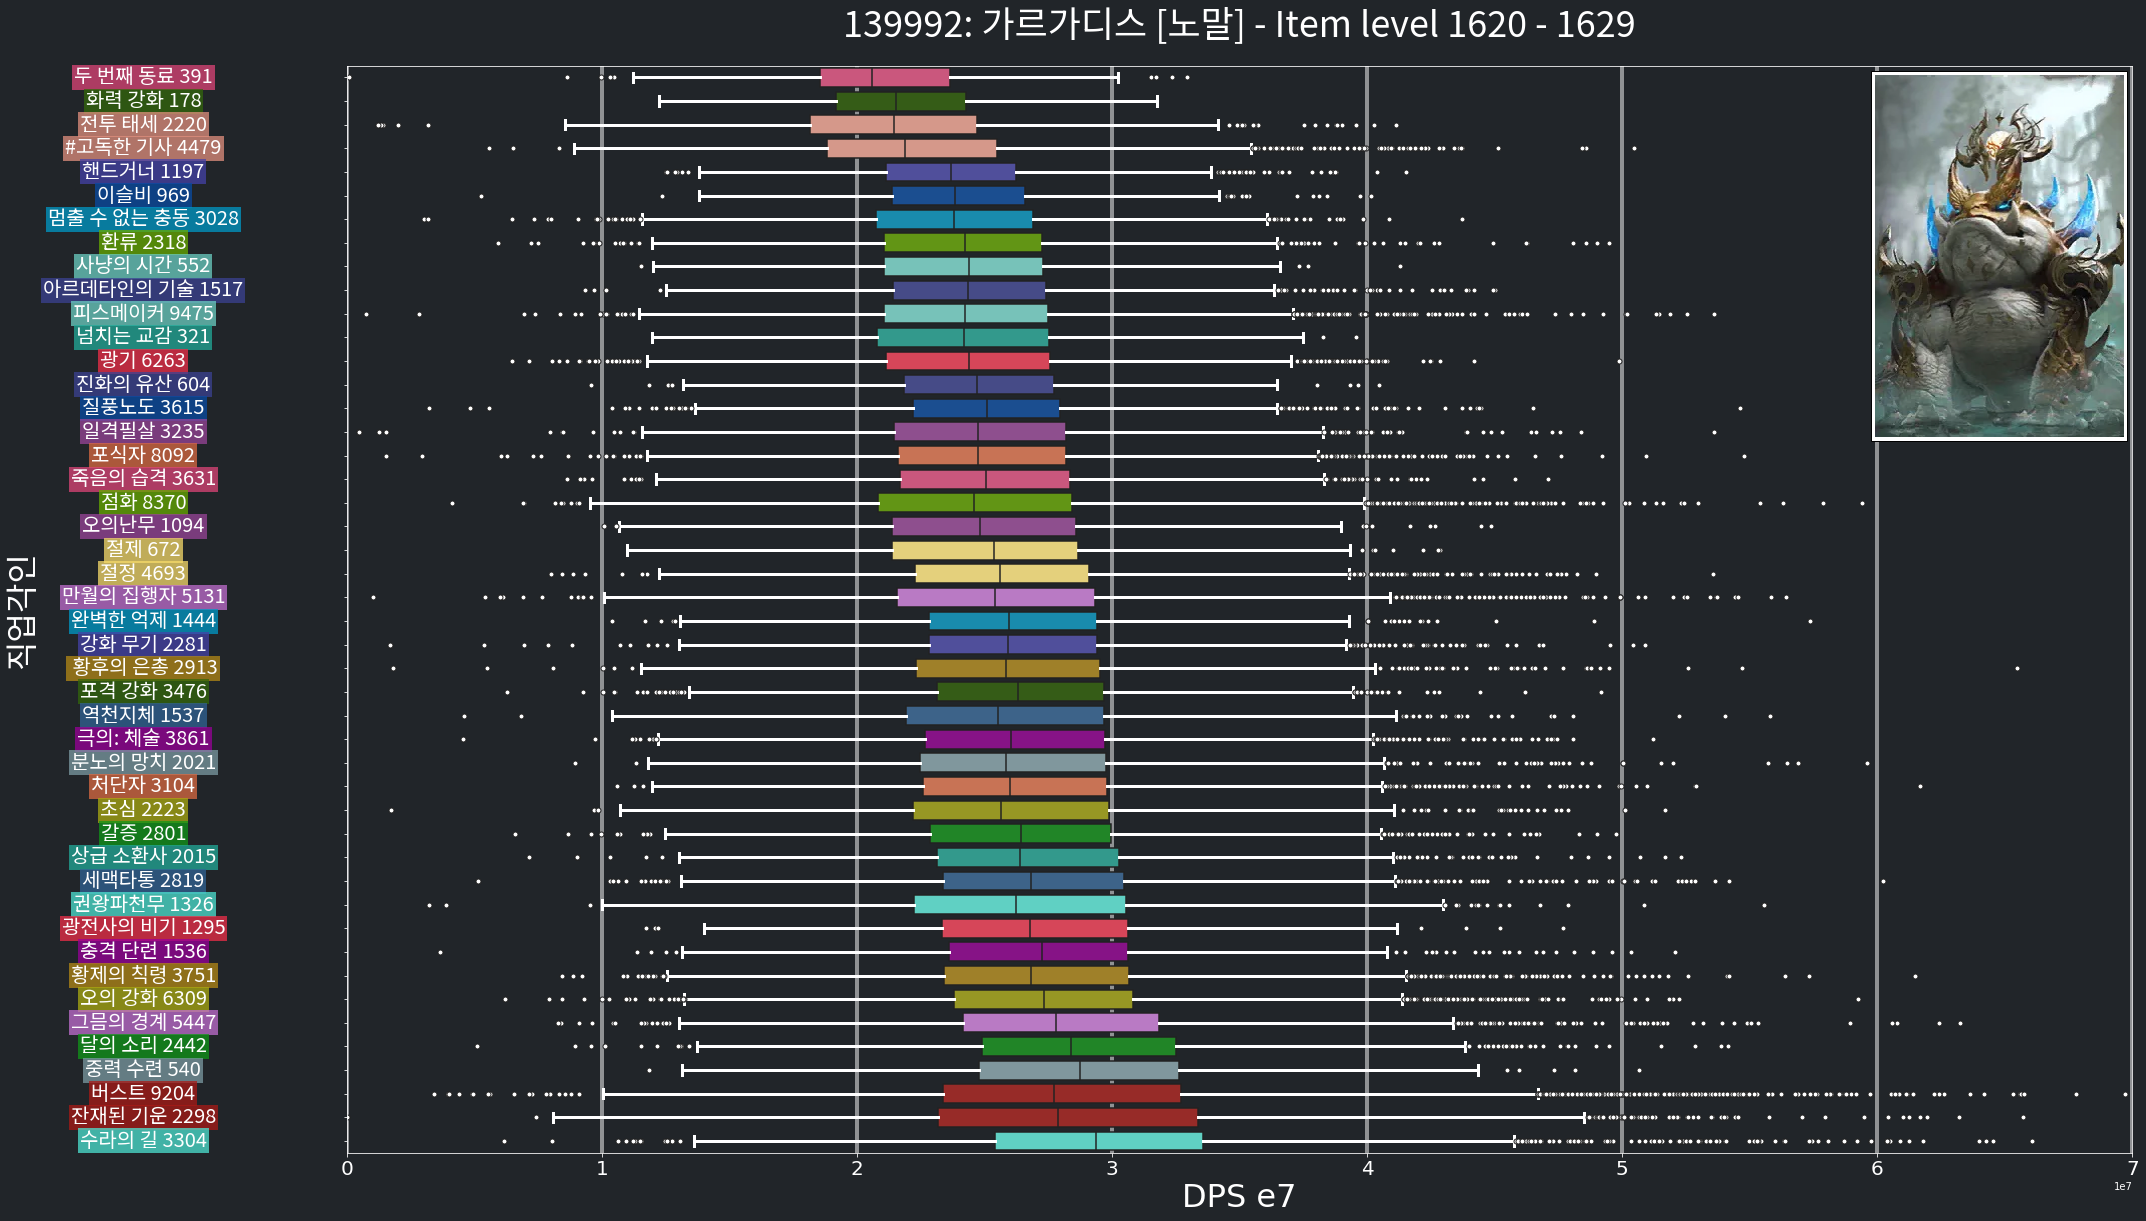 139992: 가르가디스 [노말] - Item level 1620 - 1629
직업각인
두 번째 동료 391
화력 강화 178
전투 태세 2220
#고독한 기사 4479
핸드거너 1197
이슬비 969
멈출 수 없는 충동 3028
환류 2318
사냥의 시간 552
아르데타인의 기술 1517
피스메이커 9475
넘치는 교감 321
광기 6263
진화의 유산 604
질풍노도 3615
일격필살 3235
포식자 8092
죽음의 습격 3631
점화 8370
오의난무 1094
절제 672
절정 4693
만월의 집행자 5131
완벽한 억제 1444
강화 무기 2281
황후의 은총 2913
포격 강화 3476
역천지체 1537
극의: 체술 3861
분노의 망치 2021
처단자 3104
초심 2223
갈증 2801
상급 소환사 2015
세맥타통 2819
권왕파천무 1326
광전사의 비기 1295
충격 단련 1536
황제의 칙령 3751
오의 강화 6309
그믐의 경계 5447
달의 소리 2442
중력 수련 540
버스트 9204
잔재된 기운 2298
수라의 길 3304
0 1 2 3 4 5 6 7
1e7
DPS e7